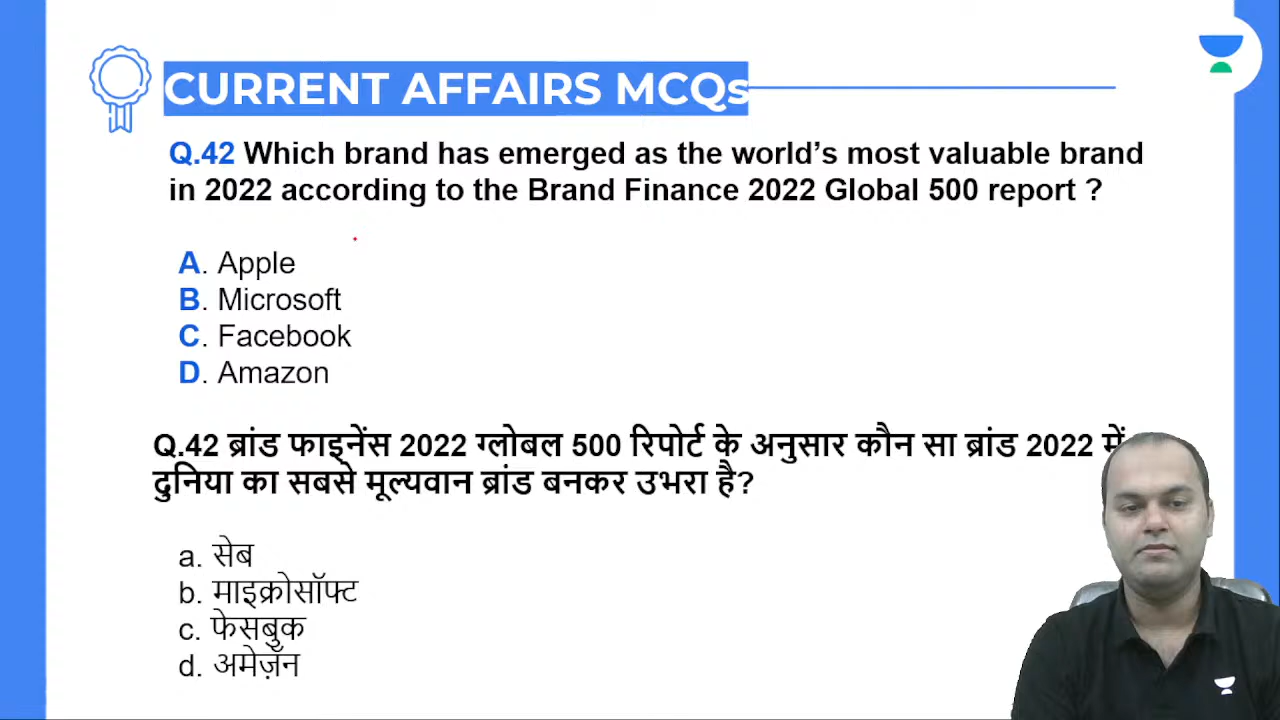 CURRENT AFFAIRS MCQs
Q.42 Which brand has emerged as the world's most valuable brand
in 2022 according to the Brand Finance 2022 Global 500 report ?
A. Apple
B. Microsoft
C. Facebook
D. Amazon
Q.42 ब्रांड फाइनेंस 2022 ग्लोबल 500 रिपोर्ट के अनुसार कौन सा ब्रांड 2022 में
दुनिया का सबसे मूल्यवान ब्रांड बनकर उभरा है?
a. सेब
b. माइक्रोसॉफ्ट
c. फेसबुक
d. अमेज़ॅन